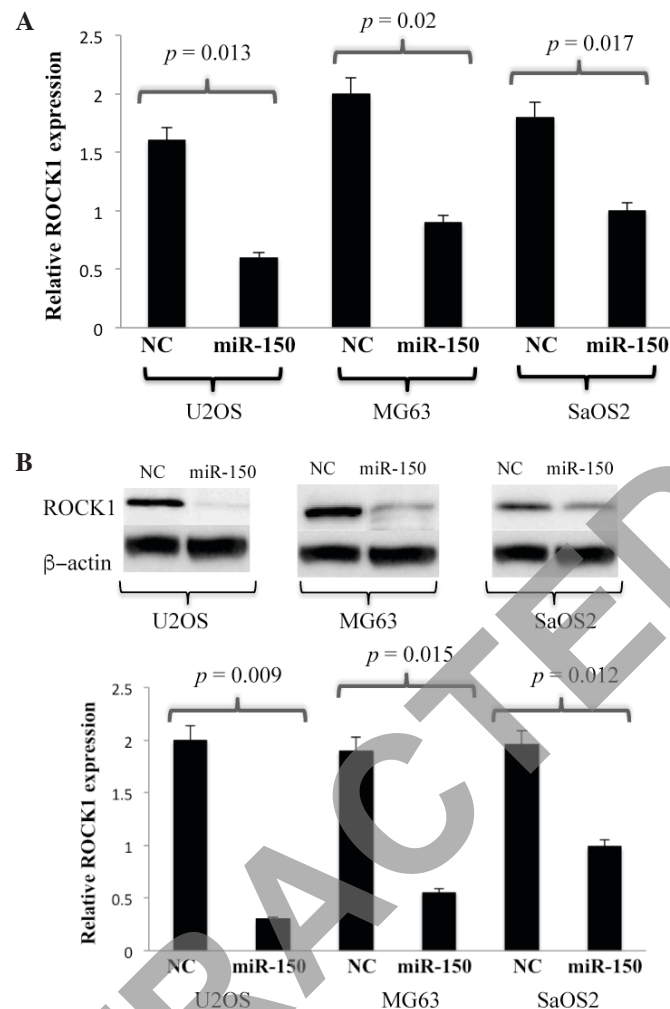 A
p = 0.013
p = 0.02
p = 0.017
Relative ROCK1 expression
2.5
2
1.5
1
0.5
0
NC miR-150 NC miR-150 NC miR-150
U2OS MG63 SaOS2
B
NC miR-150 NC miR-150 NC miR-150
ROCK1
β-actin
U2OS MG63 SaOS2
p = 0.009
p = 0.015
p = 0.012
Relative ROCK1 expression
2.5
2
1.5
1
0.5
0
NC miR-150 NC miR-150 NC miR-150
U2OS MG63 SaOS2